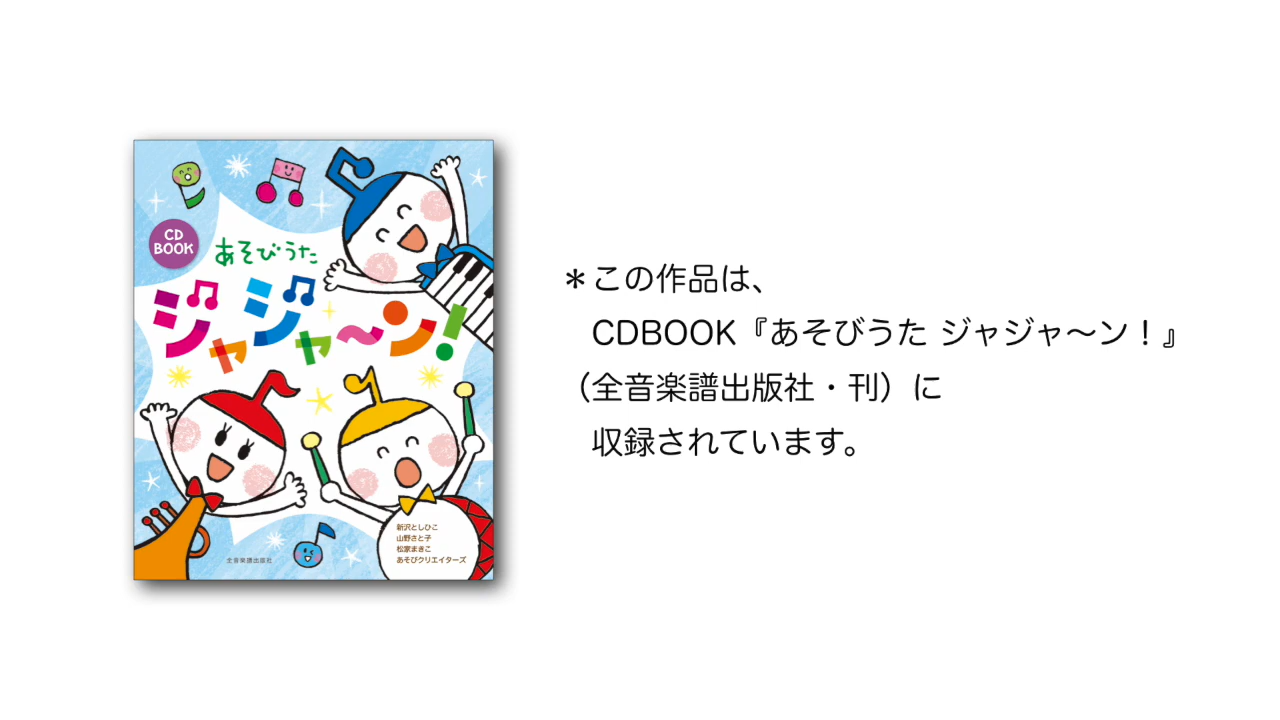 CD
BOOK
あそびうた
ジャジャ〜ン!
新沢としひこ
山野さと子
松家まきこ
あそびクリエイターズ
全音楽譜出版社
＊この作品は、
CDBOOK『あそびうた ジャジャ〜ン！』
（全音楽譜出版社・刊）に
収録されています。